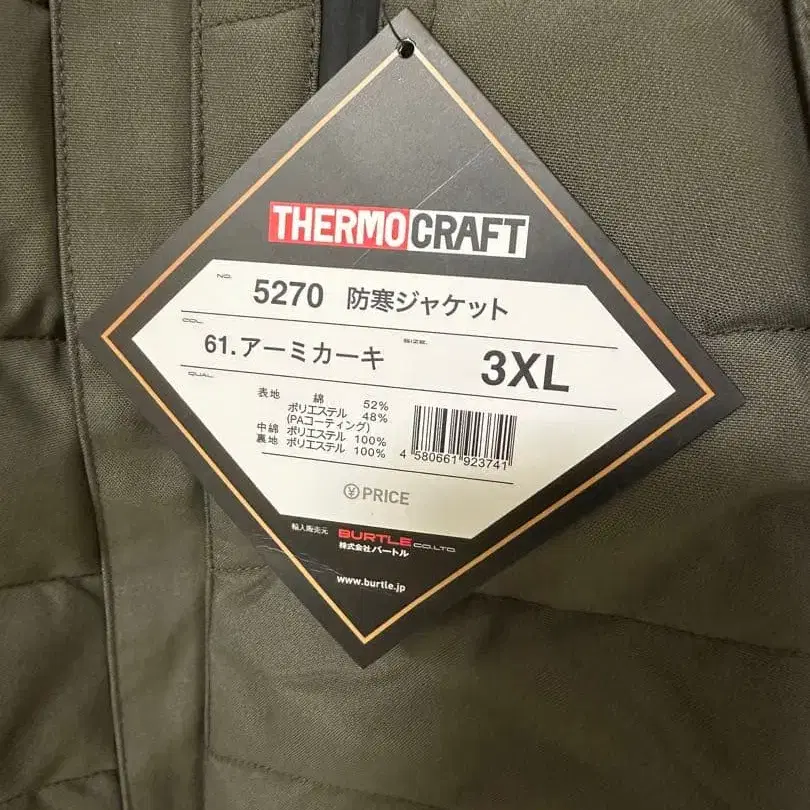 THERMO CRAFT
NO. 5270 防寒ジャケット
COL. 61.アーミカーキ SIZE. 3XL
QUAL.
表地 綿 52%
ポリエステル 48%
(PAコーティング)
中綿 ポリエステル 100%
裏地 ポリエステル 100%
4 580661 923741
¥ PRICE
輸入販売元 BURTLE CO.LTD.
株式会社バートル
www.burtle.jp